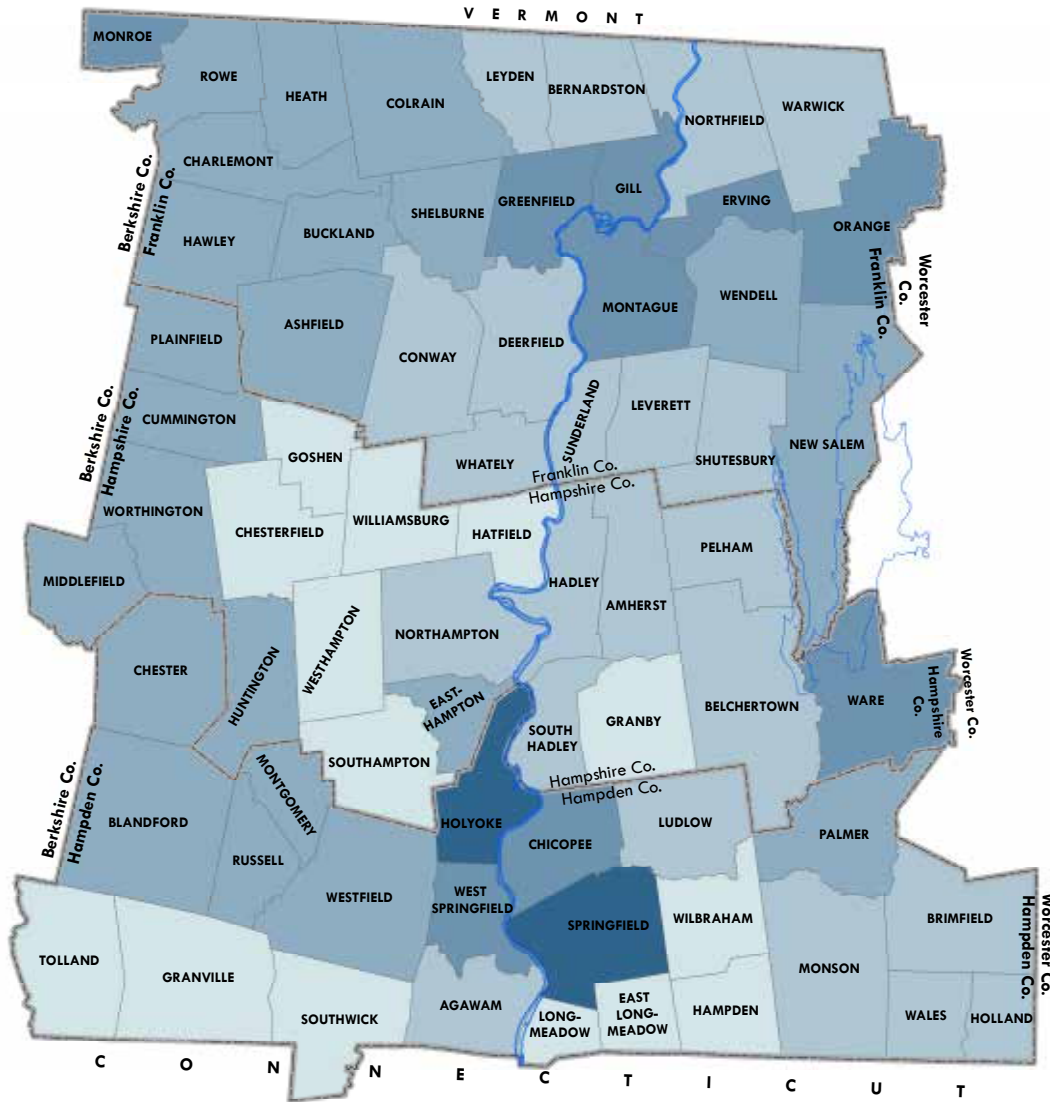 VERMONT
MONROE
ROWE
HEATH
COLRAIN
LEYDEN
BERNARDSTON
NORTHFIELD
WARWICK
CHARLEMONT
Berkshire Co.
Franklin Co.
HAWLEY
BUCKLAND
SHELBURNE
GREENFIELD
GILL
ERVING
ORANGE
Franklin Co.
Worcester
Co.
PLAINFIELD
ASHFIELD
CONWAY
DEERFIELD
MONTAGUE
WENDELL
Berkshire Co.
Hampshire Co.
CUMMINGTON
GOSHEN
WHATELY
SUNDERLAND
LEVERETT
SHUTESBURY
NEW SALEM
Franklin Co.
Hampshire Co.
WORTHINGTON
CHESTERFIELD
WILLIAMSBURG
HATFIELD
PELHAM
MIDDLEFIELD
HADLEY
AMHERST
CHESTER
HUNTINGTON
WESTHAMPTON
NORTHAMPTON
EAST-
HAMPTON
SOUTH
HADLEY
GRANBY
BELCHERTOWN
WARE
Hampshire
Co.
Worcester Co.
SOUTHAMPTON
Hampshire Co.
Hampden Co.
Berkshire Co.
Hampden Co.
BLANDFORD
MONTGOMERY
RUSSELL
HOLYOKE
CHICOPEE
LUDLOW
PALMER
WESTFIELD
WEST
SPRINGFIELD
SPRINGFIELD
WILBRAHAM
BRIMFIELD
Hampden Co.
Worcester Co.
TOLLAND
GRANVILLE
SOUTHWICK
AGAWAM
LONG-
MEADOW
EAST
LONG-
MEADOW
HAMPDEN
MONSON
WALES
HOLLAND
CONNECTICUT